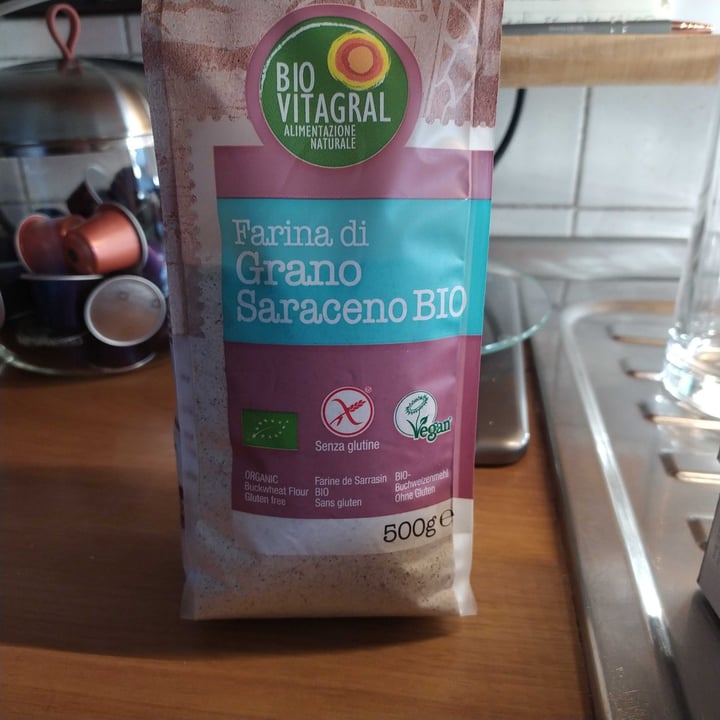 BIO
VITAGRAL
ALIMENTAZIONE
NATURALE
Farina di
Grano
Saraceno BIO
Senza glutine
Vegan
ORGANIC
Buckwheat Flour
Gluten free
Farine de Sarrasin
BIO
Sans gluten
BIO-
Buchweizenmehl
Ohne Gluten
500g e